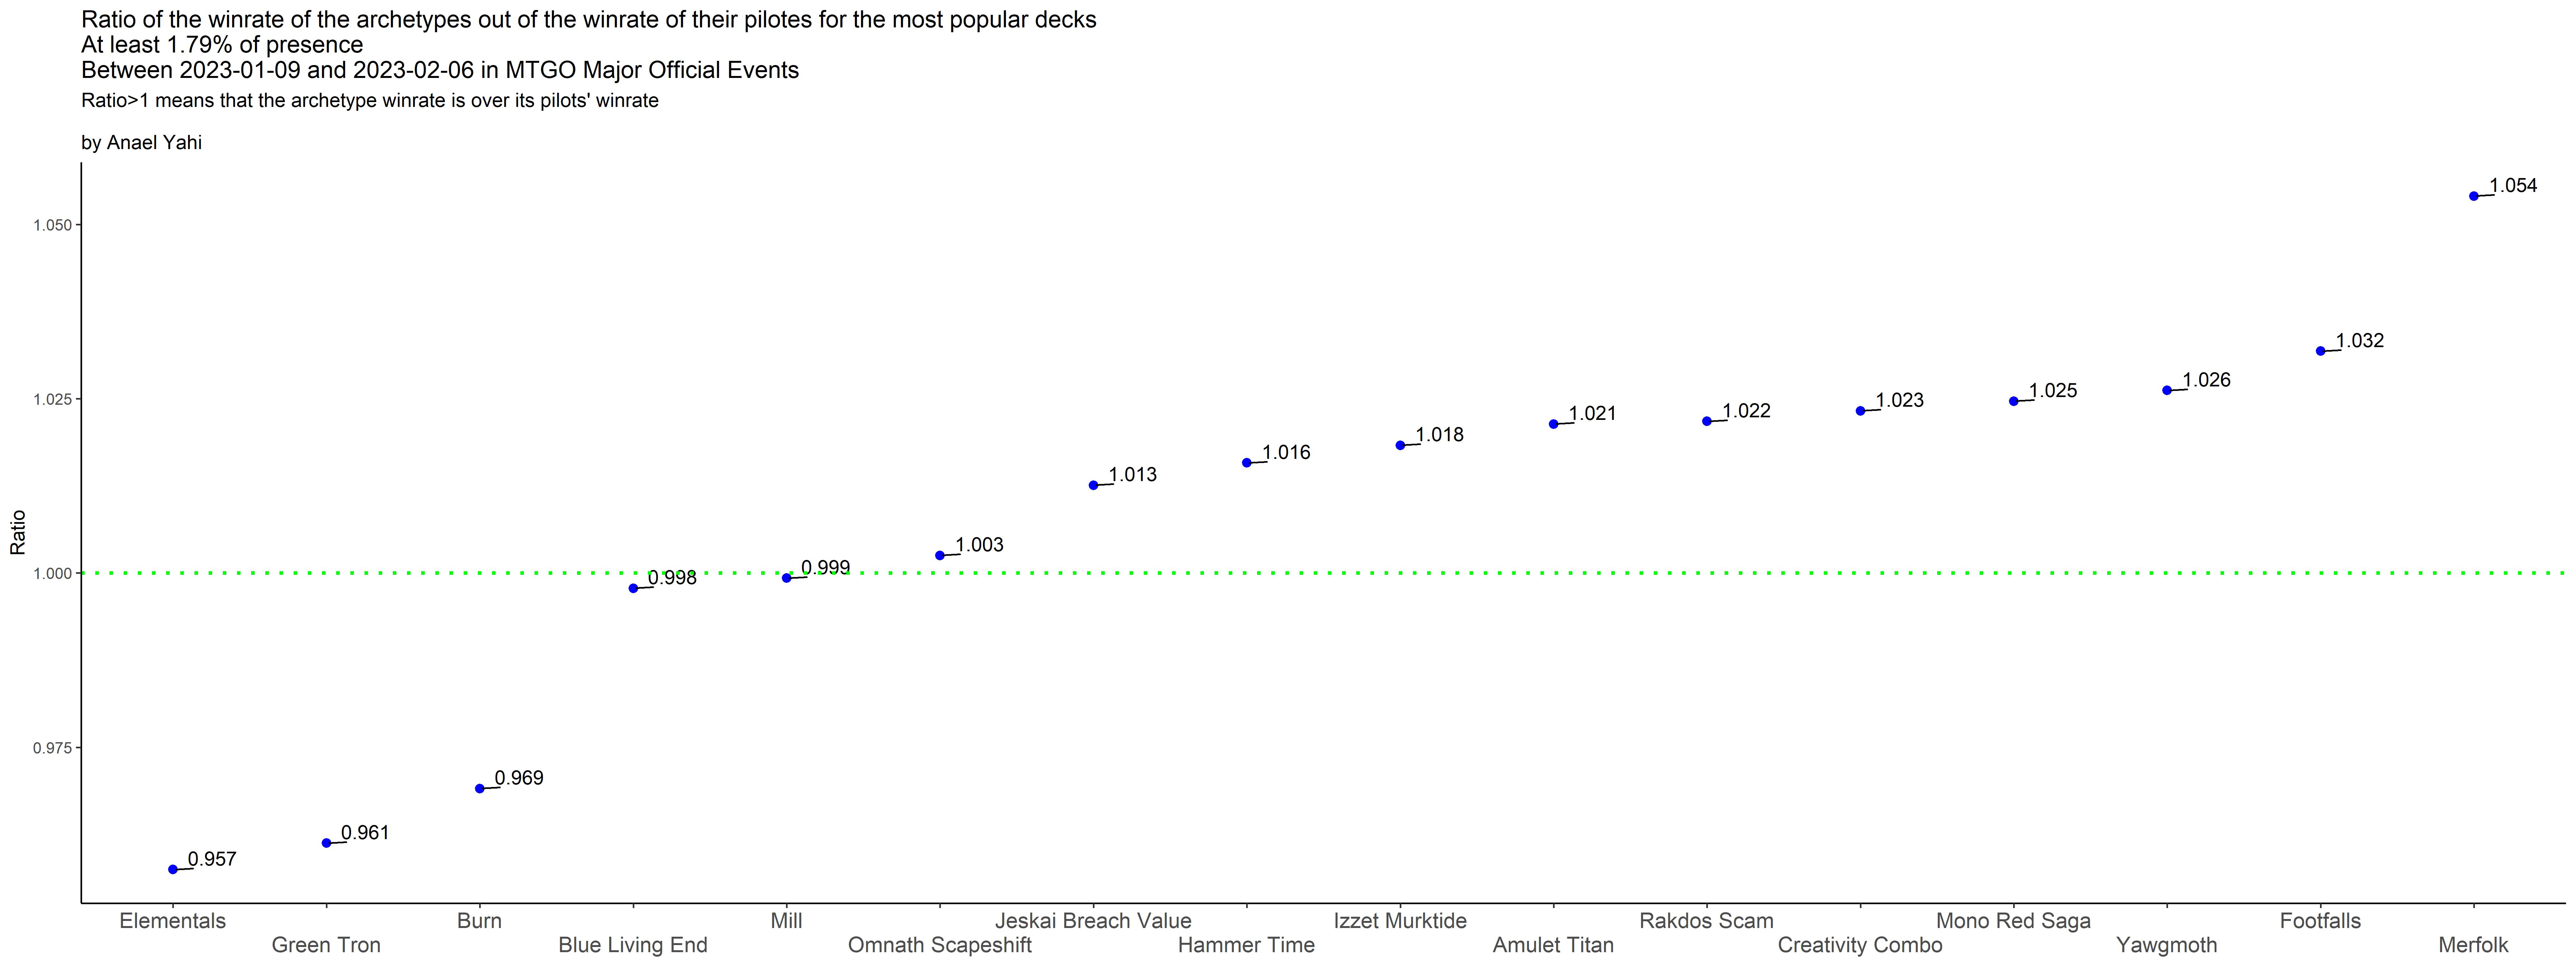 Ratio of the winrate of the archetypes out of the winrate of their pilotes for the most popular decks
At least 1.79% of presence
Between 2023-01-09 and 2023-02-06 in MTGO Major Official Events
Ratio>1 means that the archetype winrate is over its pilots' winrate
by Anael Yahi
1.054
1.050
1.032
1.026
1.025
1.025
1.023
1.022
1.021
1.018
1.016
1.013
Ratio
1.003
1.000
0.999
0.998
0.975
0.969
0.961
0.957
Elementals
Burn
Mill
Jeskai Breach Value
Izzet Murktide
Rakdos Scam
Mono Red Saga
Footfalls
Green Tron
Blue Living End
Omnath Scapeshift
Hammer Time
Amulet Titan
Creativity Combo
Yawgmoth
Merfolk